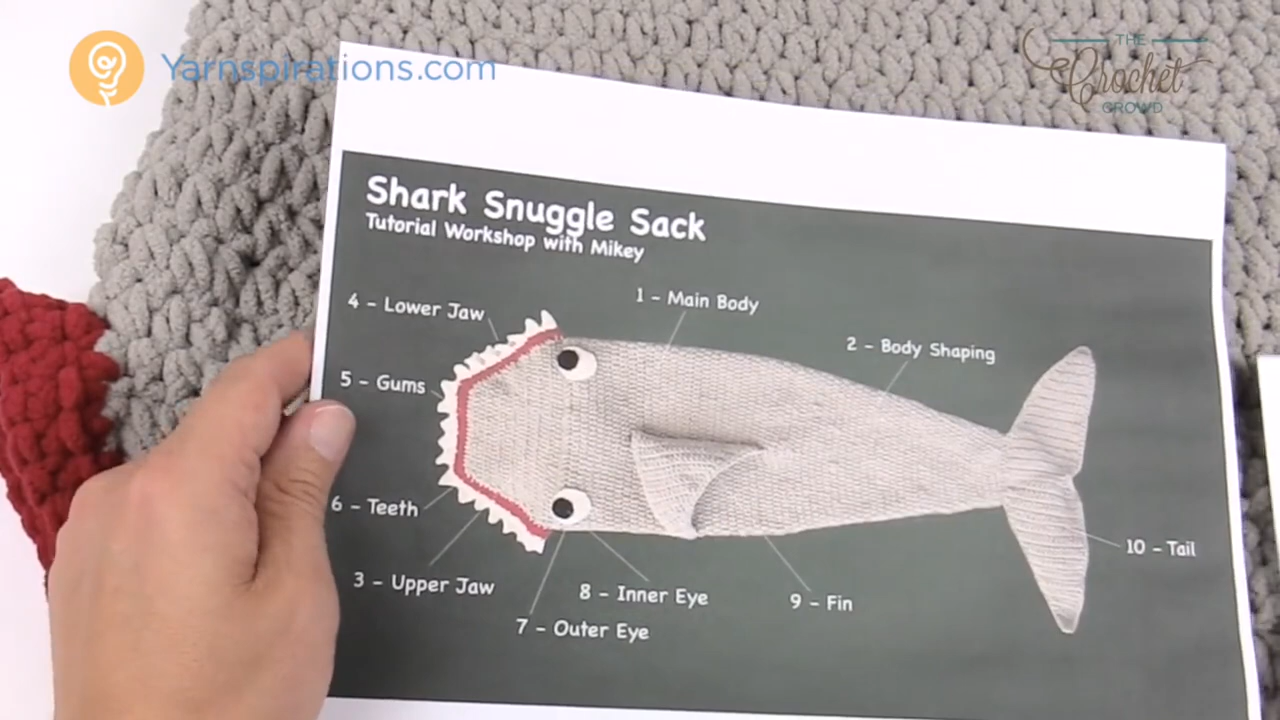 Yarnspirations.com
THE
Crochet
CROWD
Shark Snuggle Sack
Tutorial Workshop with Mikey
4 - Lower Jaw
1 - Main Body
2 - Body Shaping
5 - Gums
6 - Teeth
10 - Tail
3 - Upper Jaw
8 - Inner Eye
9 - Fin
7 - Outer Eye